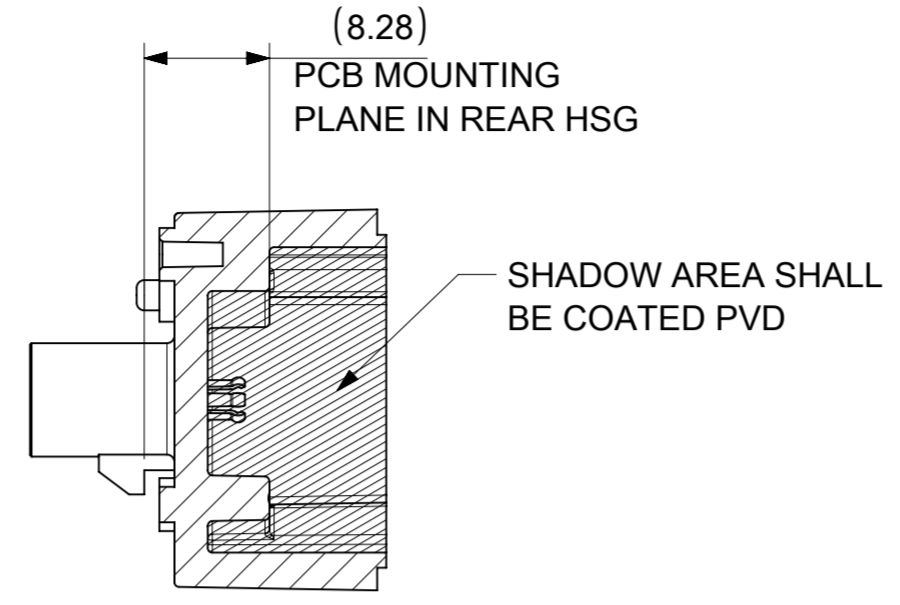 (8.28)
PCB MOUNTING
PLANE IN REAR HSG
SHADOW AREA SHALL
BE COATED PVD